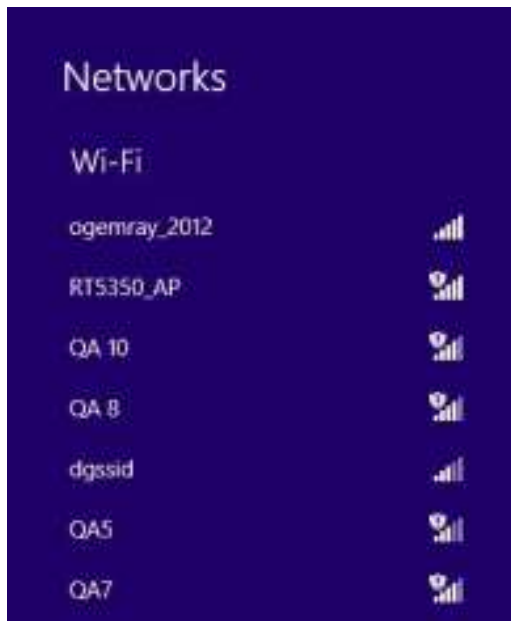 Networks
Wi-Fi
ogemray_2012
RT5350_AP
QA 10
QA 8
dgssid
QA5
QA7